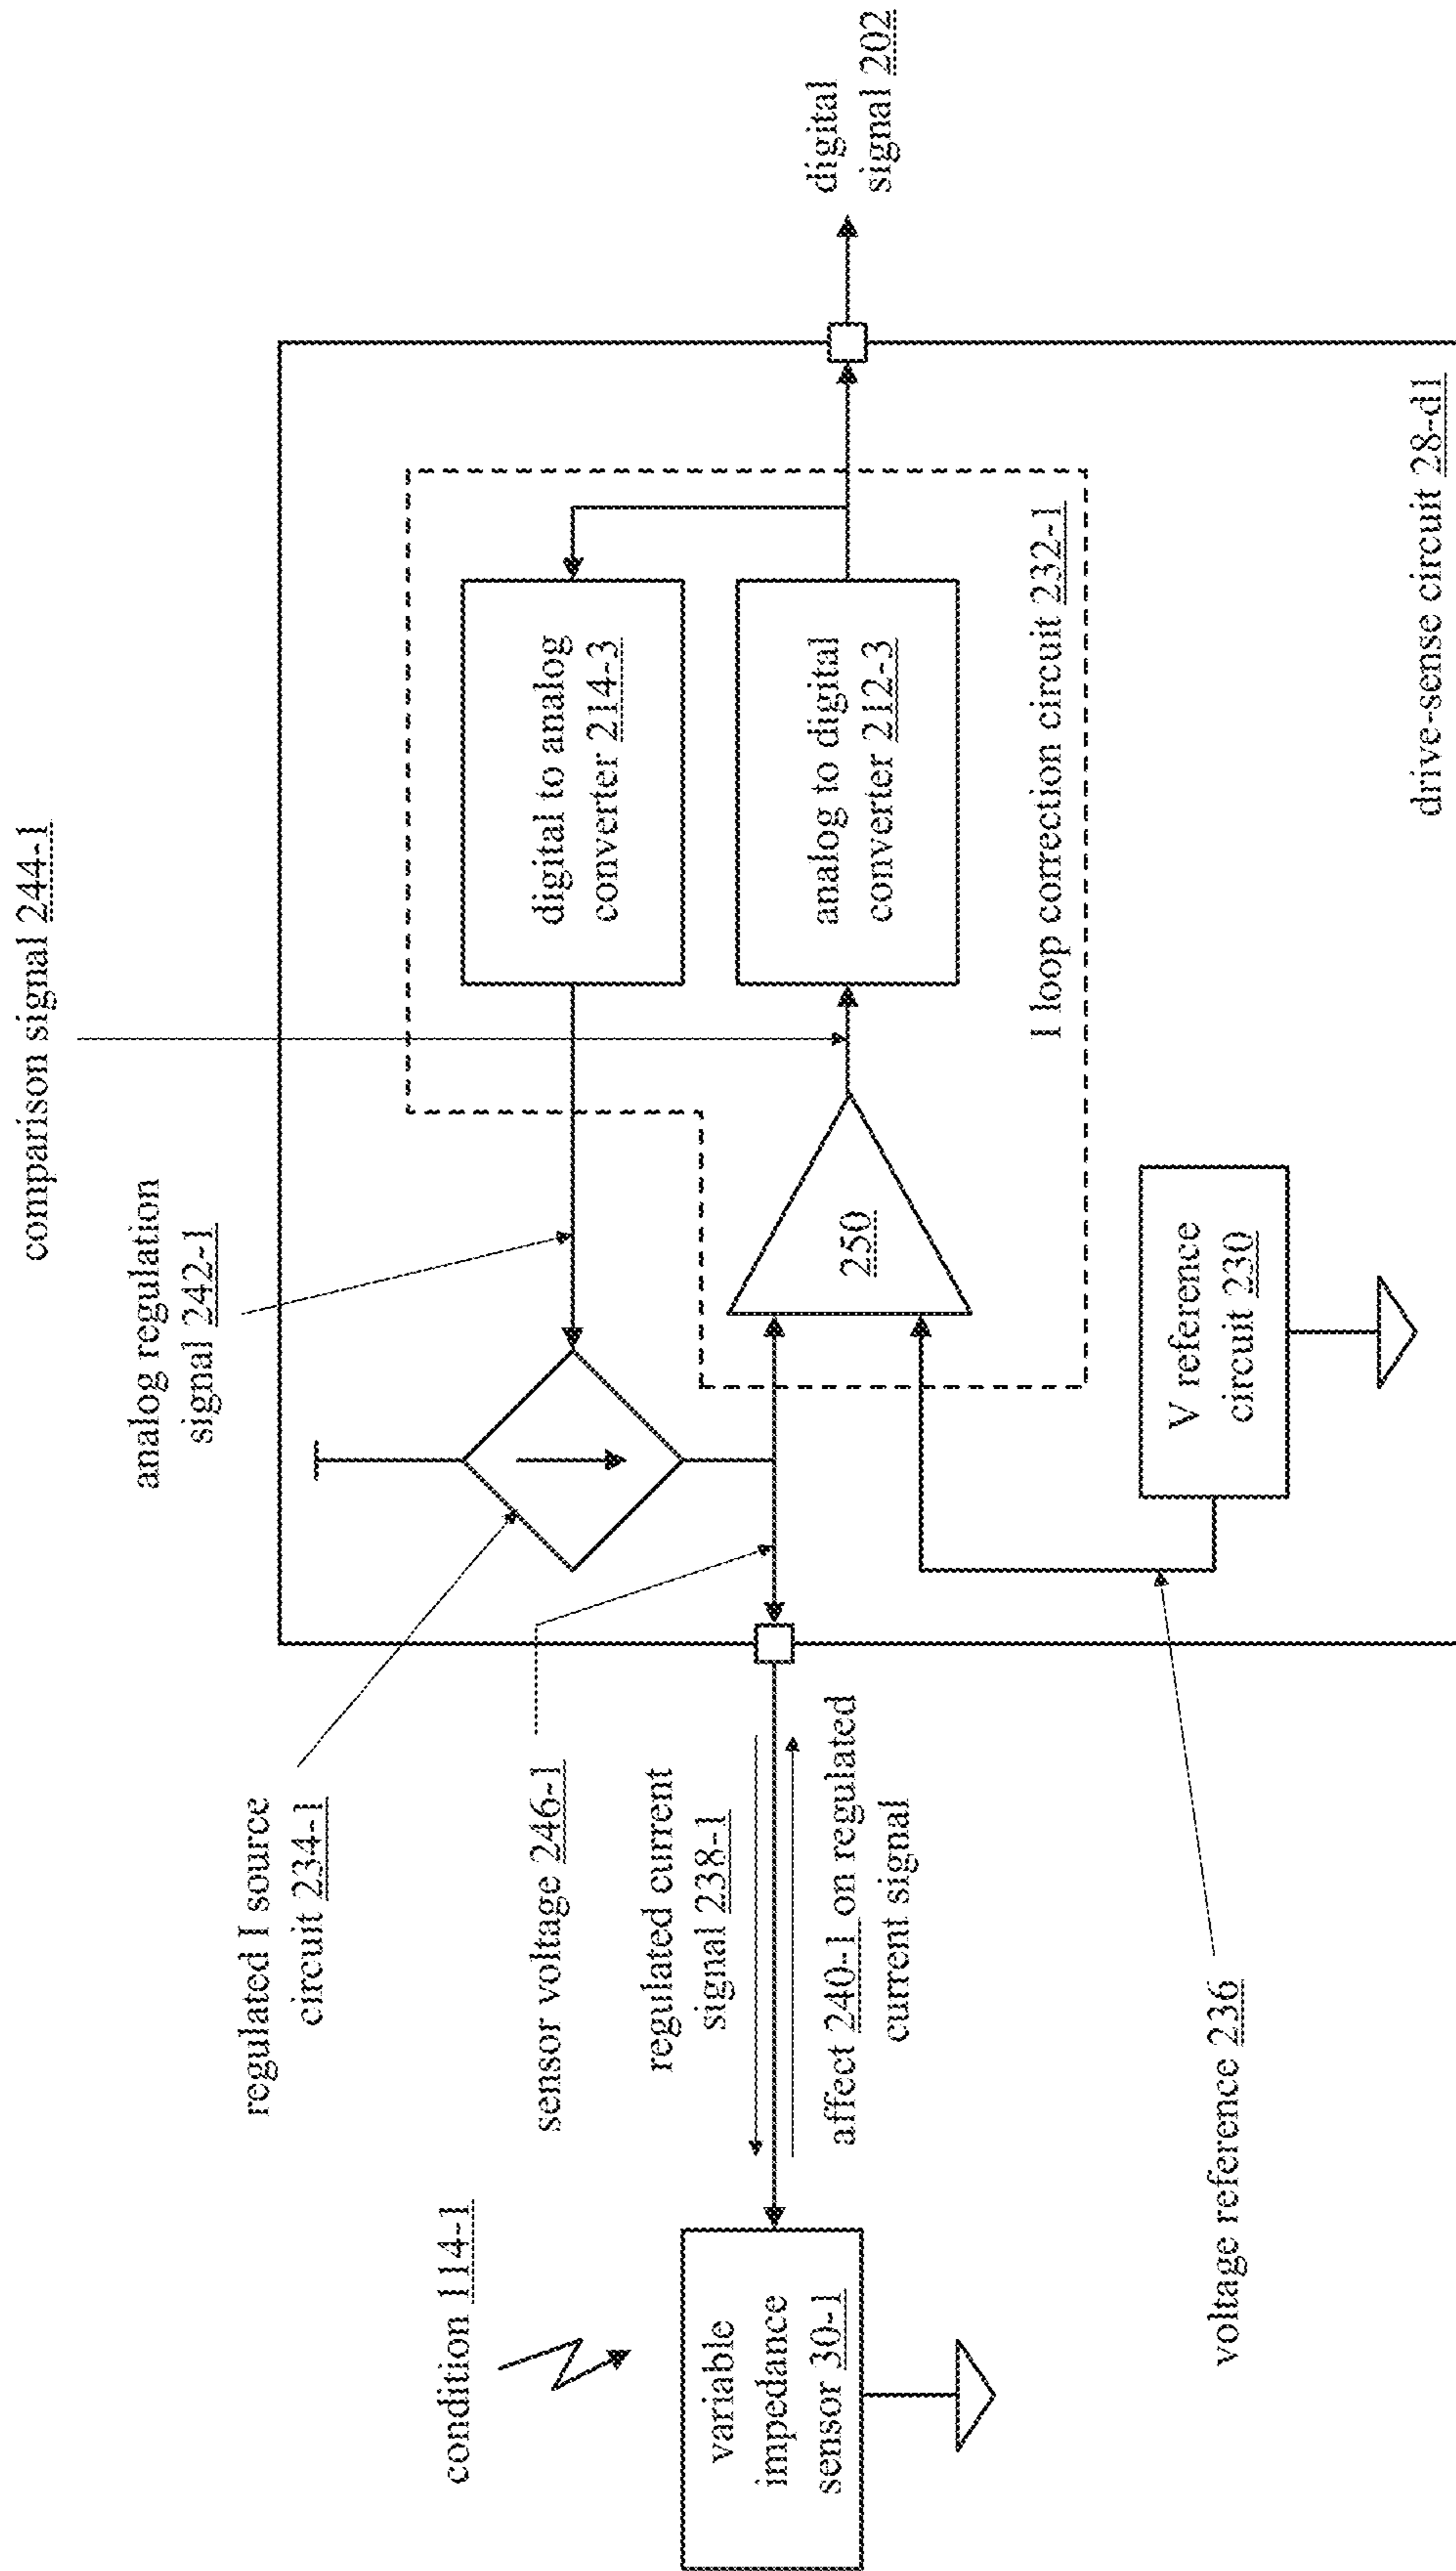 comparison signal 244-1
analog regulation
signal 242-1
regulated I source
circuit 234-1
sensor voltage 246-1
condition 114-1
regulated current
signal 238-1
affect 240-1 on regulated
current signal
variable
impedance
sensor 30-1
voltage reference 236
digital to analog
converter 214-3
analog to digital
converter 212-3
250
I loop correction circuit 232-1
V reference
circuit 230
digital
signal 202
drive-sense circuit 28-d1